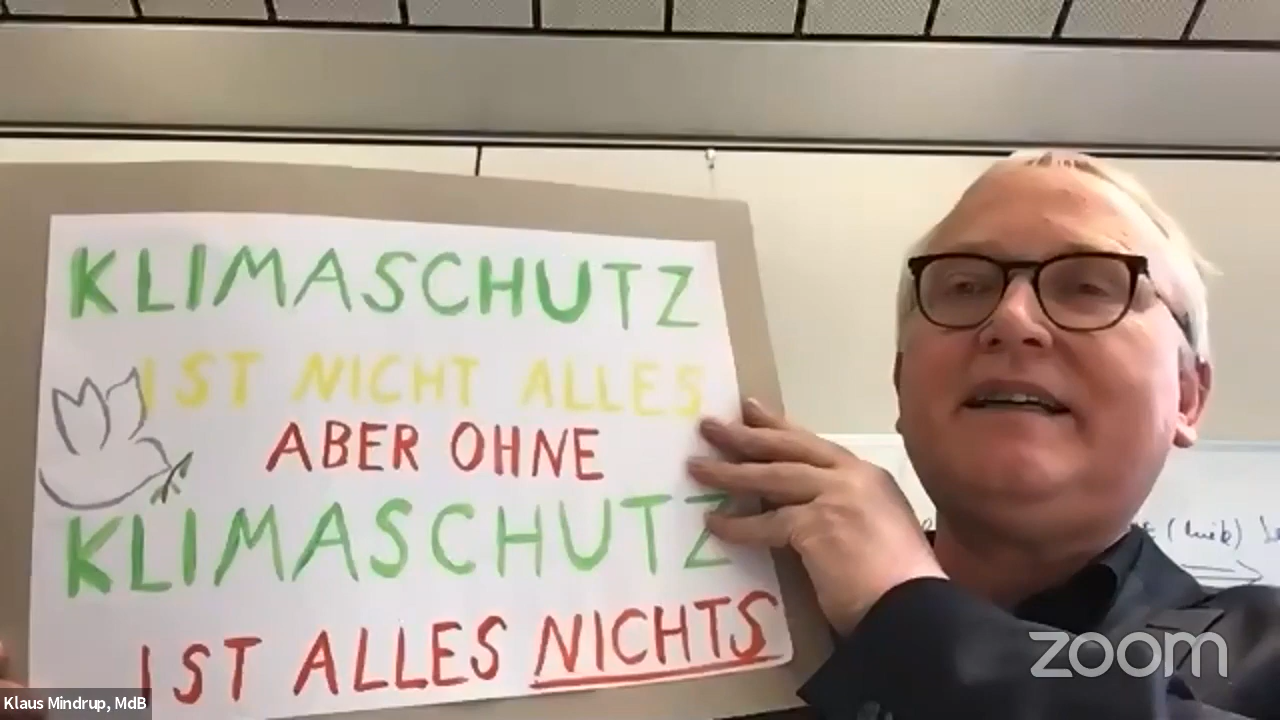 KLIMASCHUTZ
IST NICHT ALLES
ABER OHNE
KLIMASCHUTZ
IST ALLES NICHTS
zoom
Klaus Mindrup, MdB